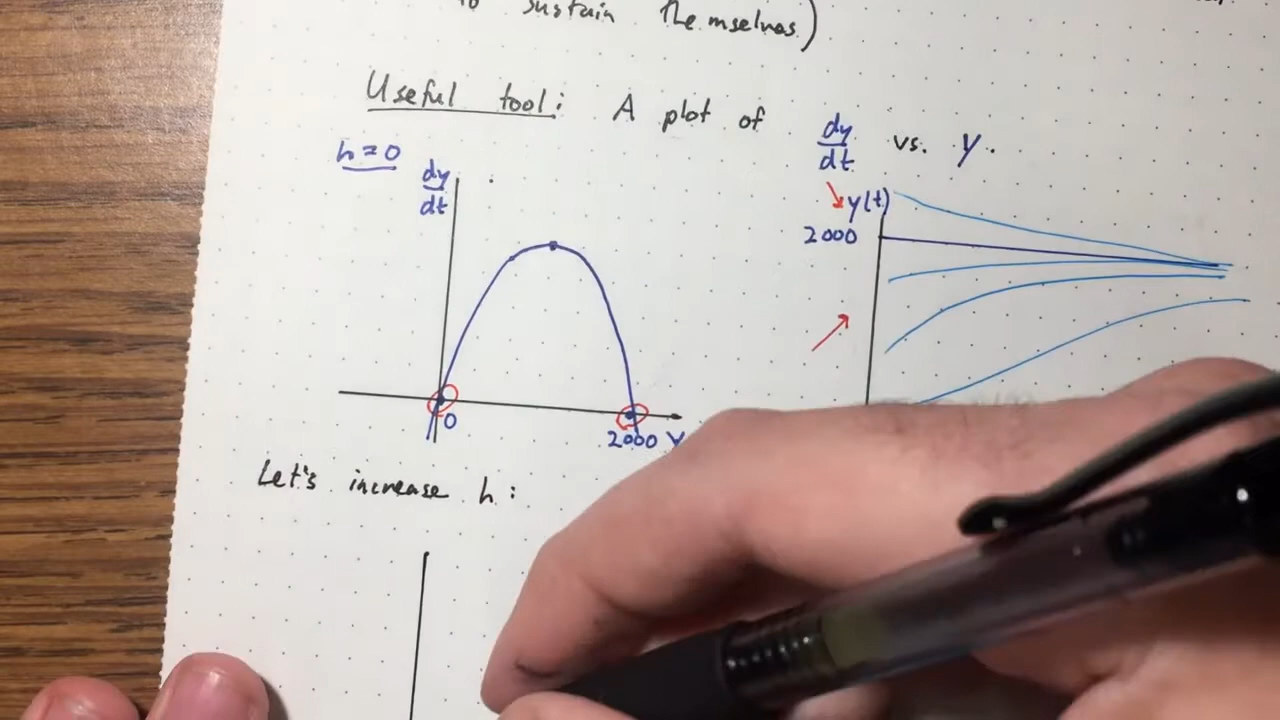 to sustain themselves)
Useful tool: A plot of dy/dt vs. y.
h = 0
dy/dt
y(t)
2000
0
2000 y
Let's increase h: